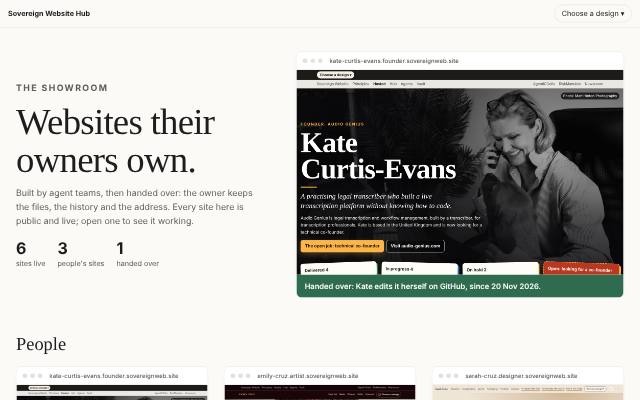 Sovereign Website Hub
Choose a design ▾
THE SHOWROOM
Websites their
owners own.
Built by agent teams, then handed over: the owner keeps
the files, the history and the address. Every site here is
public and live; open one to see it working.
6
sites live
3
people's sites
1
handed over
kate-curtis-evans.founder.sovereignweb.site
Choose a design ▾
FOUNDER, AUDIO GENIUS
Kate
Curtis-Evans
A practising legal transcriber who built a live
transcription platform without knowing how to code.
Audio Genius is legal transcription and workflow management, built by a transcriber, for
transcription professionals. Kate is based in the United Kingdom and is now looking for a
technical co-founder.
The open job: technical co-founder
Visit audio-genius.com
Delivered 4
In progress 4
On hold 2
Open: looking for a co-founder
Handed over: Kate edits it herself on GitHub, since 20 Nov 2026.
People
kate-curtis-evans.founder.sovereignweb.site
emily-cruz.artist.sovereignweb.site
sarah-cruz.designer.sovereignweb.site